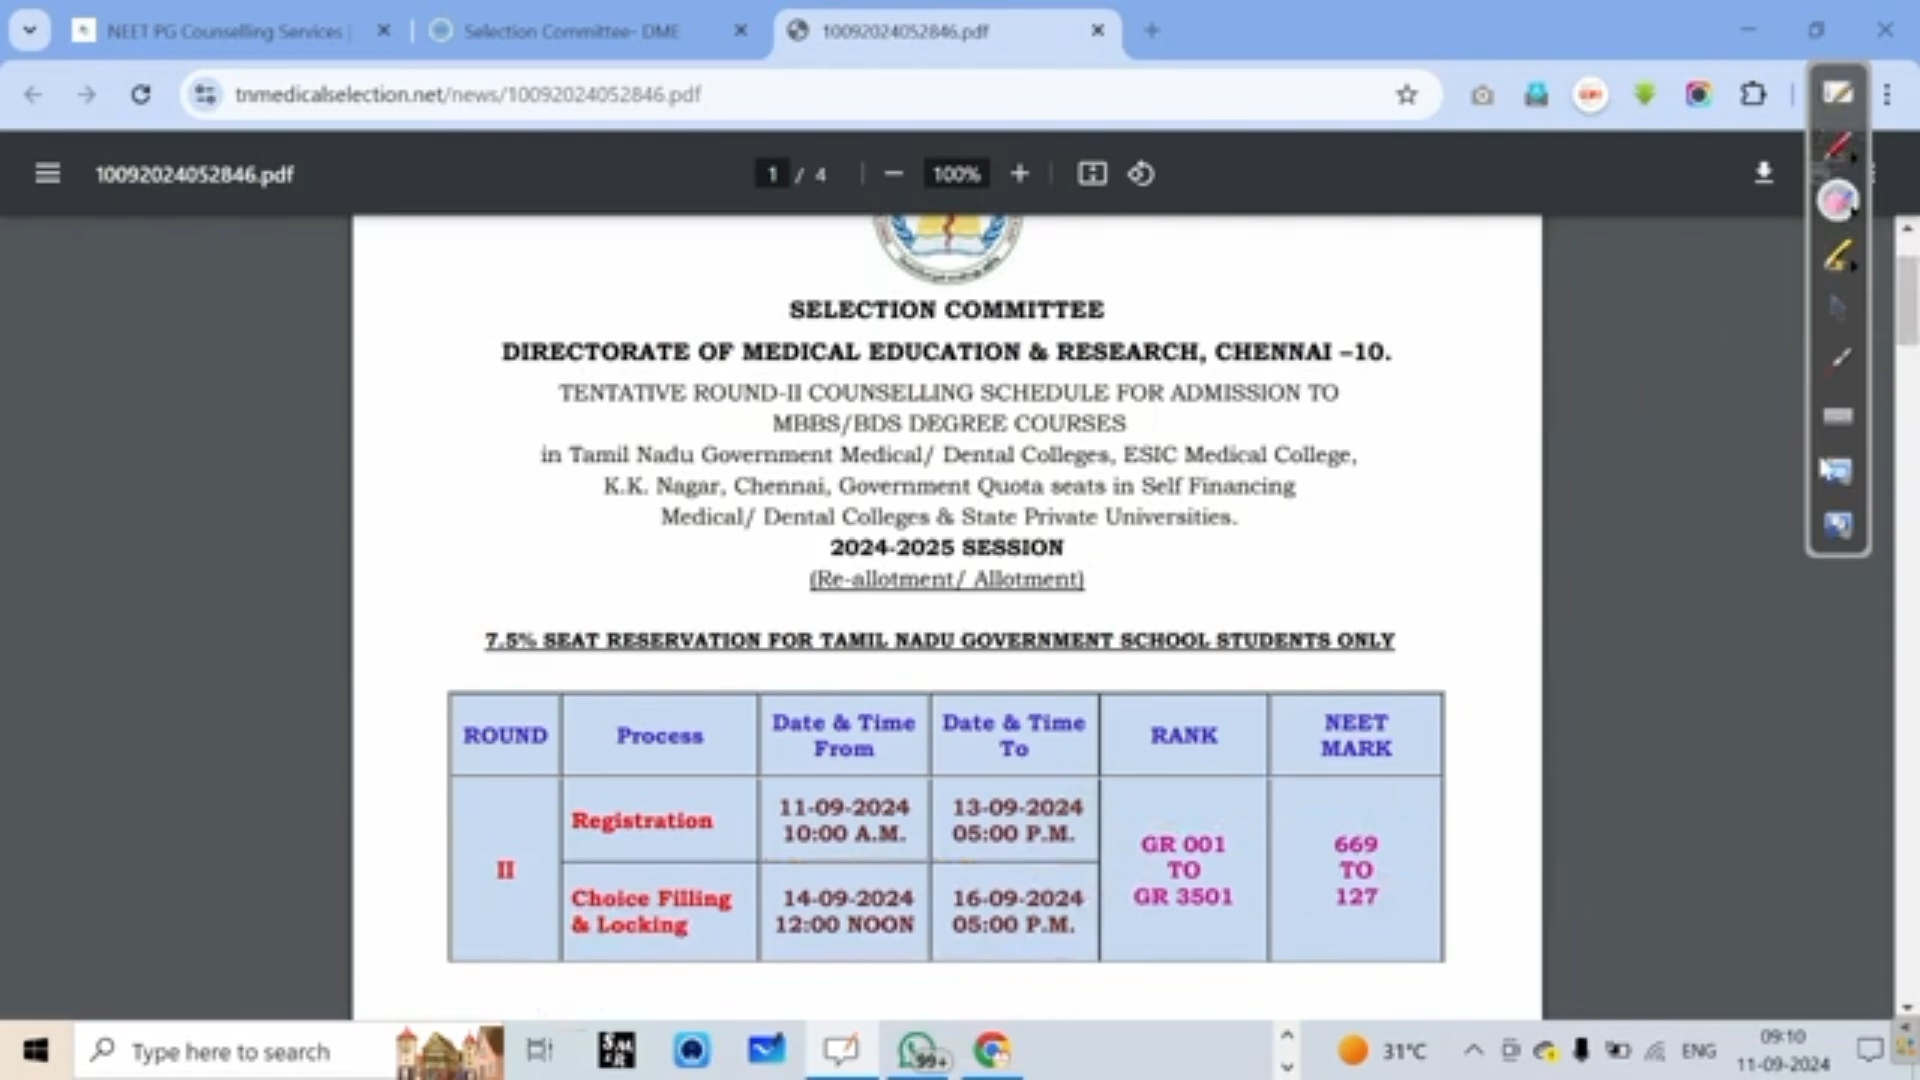 NEET PG Counselling Services |
Selection Committee- DME
10092024052846.pdf
tnmedicalselection.net/news/10092024052846.pdf
10092024052846.pdf
1 / 4
100%
SELECTION COMMITTEE
DIRECTORATE OF MEDICAL EDUCATION & RESEARCH, CHENNAI –10.
TENTATIVE ROUND-II COUNSELLING SCHEDULE FOR ADMISSION TO
MBBS/BDS DEGREE COURSES
in Tamil Nadu Government Medical/ Dental Colleges, ESIC Medical College,
K.K. Nagar, Chennai, Government Quota seats in Self Financing
Medical/ Dental Colleges & State Private Universities.
2024-2025 SESSION
(Re-allotment/ Allotment)
7.5% SEAT RESERVATION FOR TAMIL NADU GOVERNMENT SCHOOL STUDENTS ONLY
ROUND
Process
Date & Time
From
Date & Time
To
RANK
NEET
MARK
II
Registration
11-09-2024
10:00 A.M.
13-09-2024
05:00 P.M.
Choice Filling
& Locking
14-09-2024
12:00 NOON
16-09-2024
05:00 P.M.
GR 001
TO
GR 3501
669
TO
127
Type here to search
99+
31°C
ENG
09:10
11-09-2024